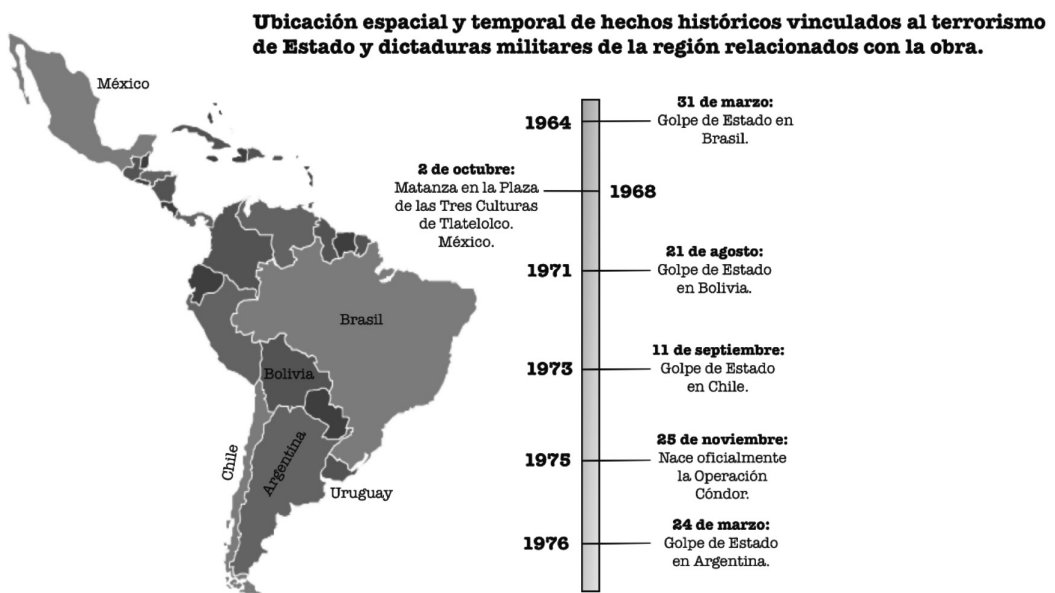 Ubicación espacial y temporal de hechos históricos vinculados al terrorismo
de Estado y dictaduras militares de la región relacionados con la obra.
México
Brasil
Bolivia
Chile
Argentina
Uruguay
1964
31 de marzo:
Golpe de Estado en
Brasil.
2 de octubre:
Matanza en la Plaza
de las Tres Culturas
de Tlatelolco.
México.
1968
1971
21 de agosto:
Golpe de Estado
en Bolivia.
1973
11 de septiembre:
Golpe de Estado
en Chile.
1975
25 de noviembre:
Nace oficialmente
la Operación
Cóndor.
1976
24 de marzo:
Golpe de Estado
en Argentina.